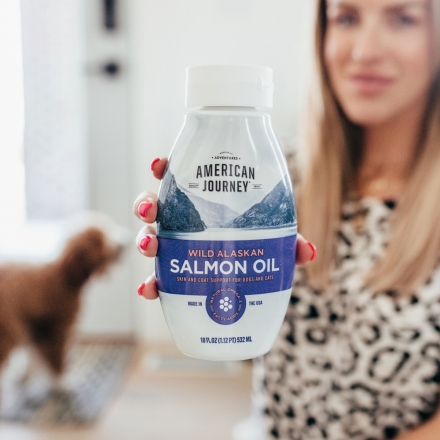 ADVENTURES
AMERICAN
JOURNEY
WILD ALASKAN
SALMON OIL
SKIN AND COAT SUPPORT FOR DOGS AND CATS
MADE IN THE USA
18 FL OZ (1.12 PT) 532 ML